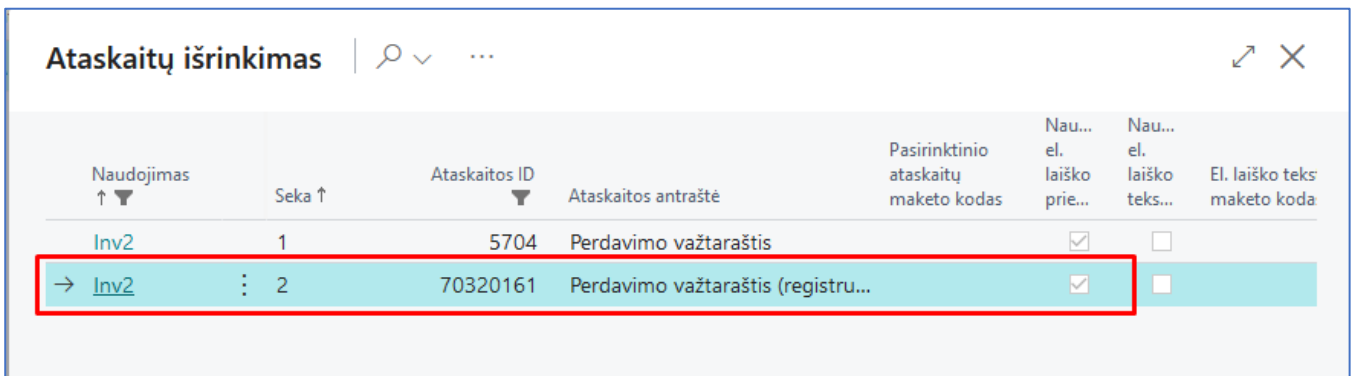 Ataskaitų išrinkimas
Naudojimas
Seka
Ataskaitos ID
Ataskaitos antraštė
Pasirinktinio
ataskaitų
maketo kodas
Nau...
el.
laiško
prie...
Nau...
el.
laiško
teks...
El. laiško teks
maketo koda
Inv2 1 5704 Perdavimo važtaraštis
Inv2 2 70320161 Perdavimo važtaraštis (registru...